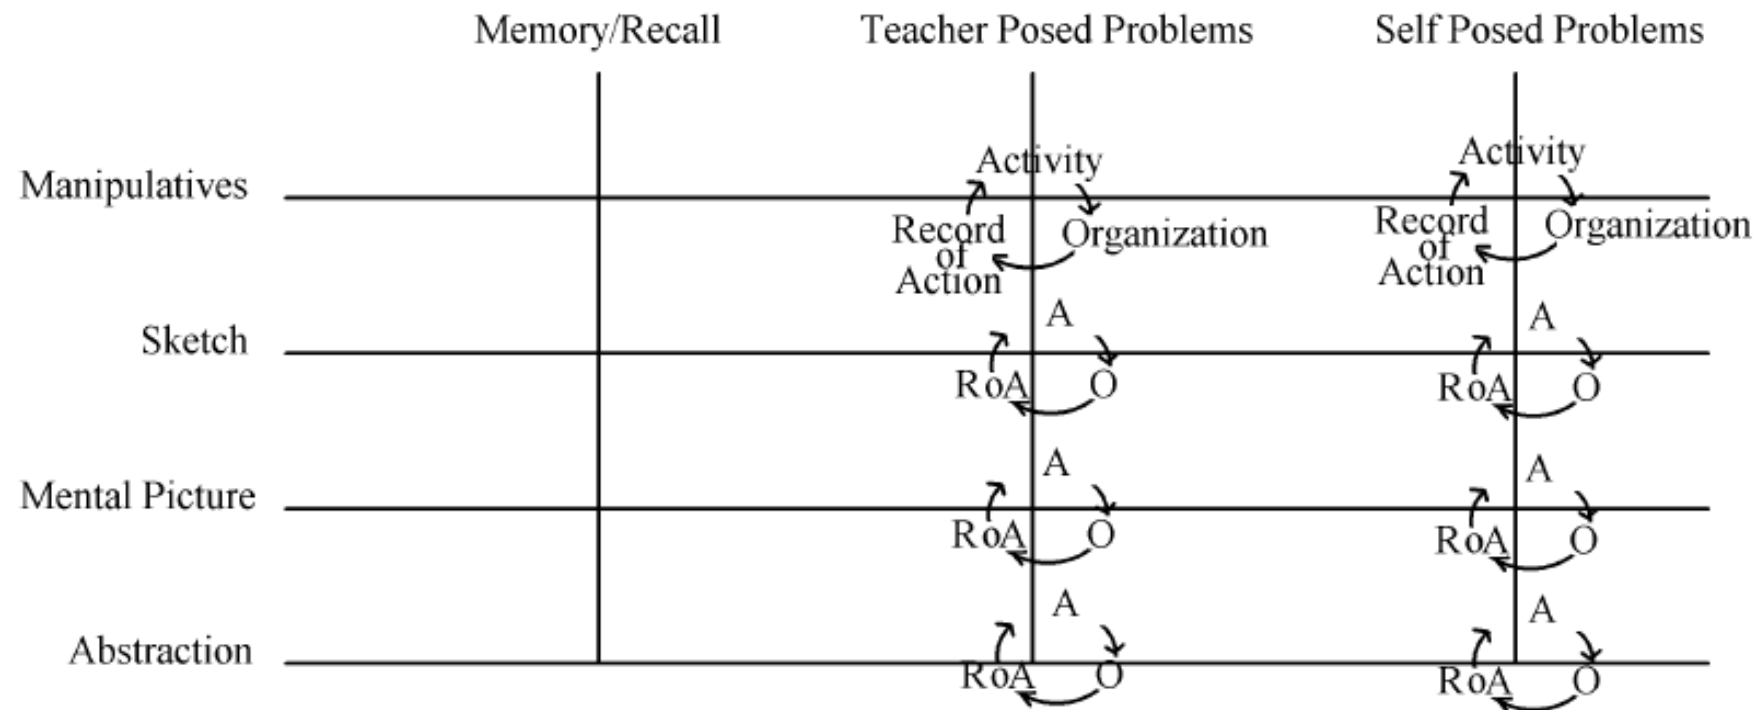 Memory/Recall Teacher Posed Problems Self Posed Problems
Manipulatives
Activity
Organization
Record
of
Action
Activity
Organization
Record
of
Action
Sketch
A
O
RoA
A
O
RoA
Mental Picture
A
O
RoA
A
O
RoA
Abstraction
A
O
RoA
A
O
RoA